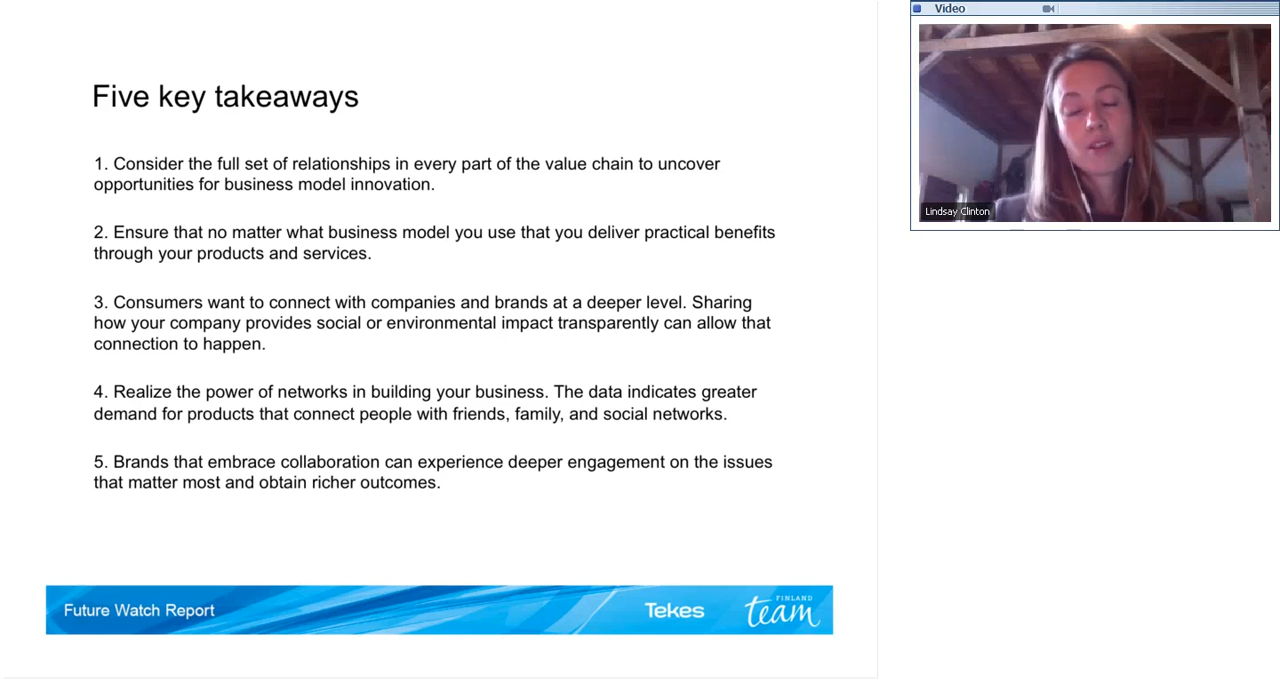 Five key takeaways
1. Consider the full set of relationships in every part of the value chain to uncover
opportunities for business model innovation.
2. Ensure that no matter what business model you use that you deliver practical benefits
through your products and services.
3. Consumers want to connect with companies and brands at a deeper level. Sharing
how your company provides social or environmental impact transparently can allow that
connection to happen.
4. Realize the power of networks in building your business. The data indicates greater
demand for products that connect people with friends, family, and social networks.
5. Brands that embrace collaboration can experience deeper engagement on the issues
that matter most and obtain richer outcomes.
Future Watch Report
Tekes
FINLAND
team
Video
Lindsay Clinton